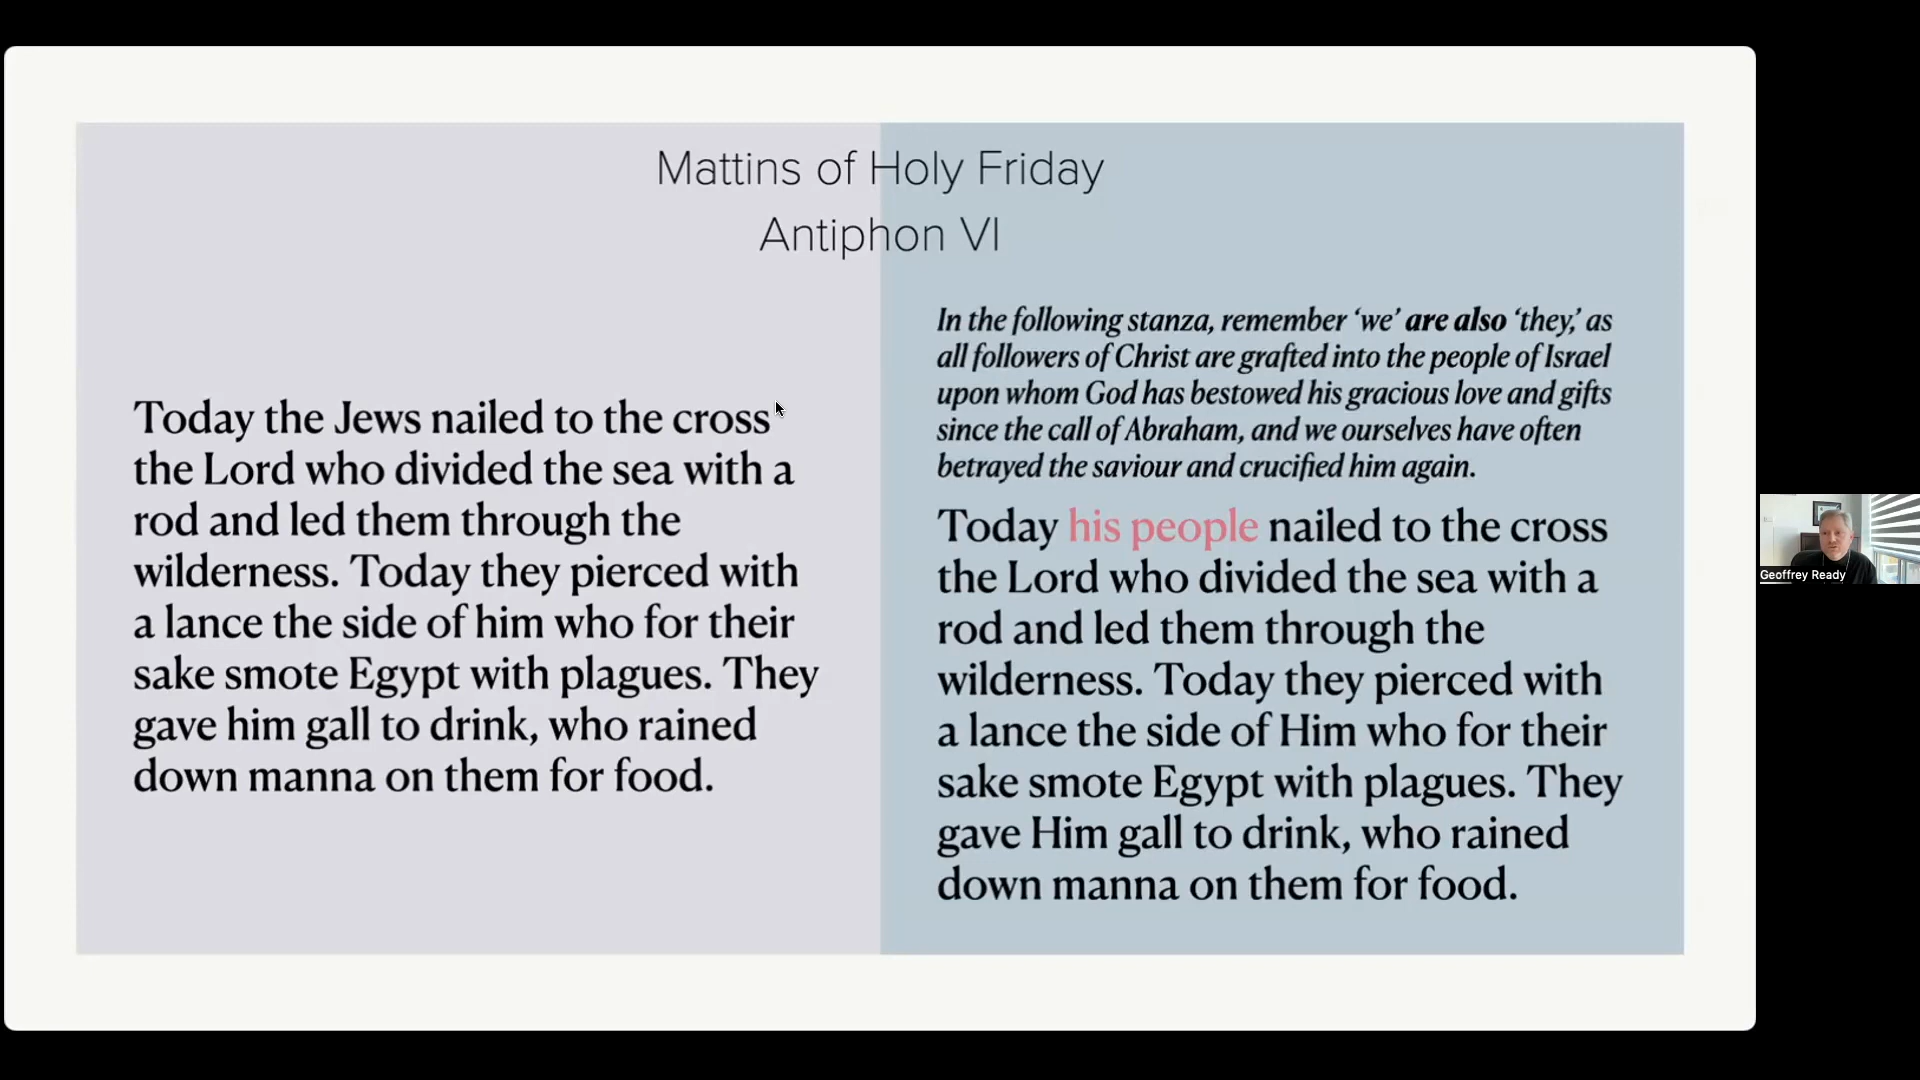 Mattins of Holy Friday
Antiphon VI
Today the Jews nailed to the cross
the Lord who divided the sea with a
rod and led them through the
wilderness. Today they pierced with
a lance the side of him who for their
sake smote Egypt with plagues. They
gave him gall to drink, who rained
down manna on them for food.
In the following stanza, remember ‘we’ are also ‘they,’ as
all followers of Christ are grafted into the people of Israel
upon whom God has bestowed his gracious love and gifts
since the call of Abraham, and we ourselves have often
betrayed the saviour and crucified him again.
Today his people nailed to the cross
the Lord who divided the sea with a
rod and led them through the
wilderness. Today they pierced with
a lance the side of Him who for their
sake smote Egypt with plagues. They
gave Him gall to drink, who rained
down manna on them for food.
Geoffrey Ready